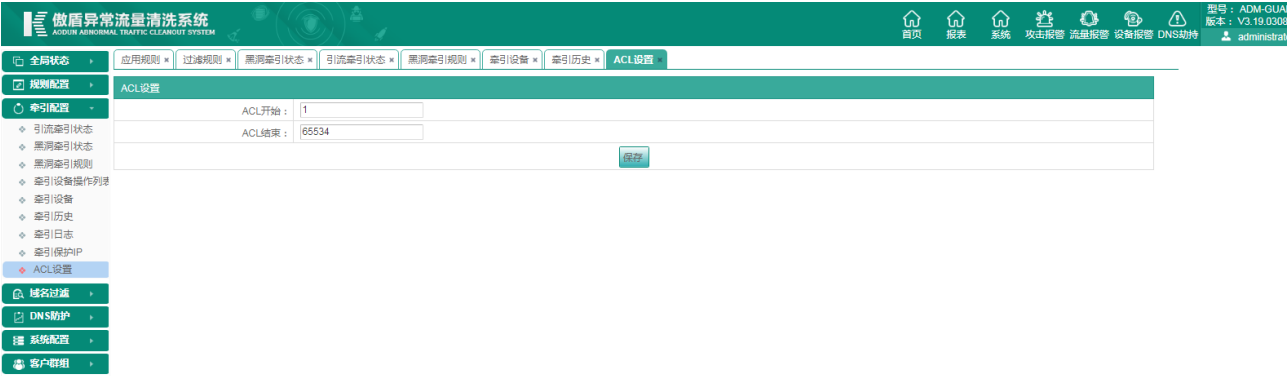 傲盾异常流量清洗系统
AODUN ABNORMAL TRAFFIC CLEANOUT SYSTEM
首页 报表 系统 攻击报警 流量报警 设备报警 DNS劫持
型号： ADM-GUA
版本： V3.19.0308
administrat
全局状态
规则配置
牵引配置
引流牵引状态
黑洞牵引状态
黑洞牵引规则
牵引设备操作列表
牵引设备
牵引历史
牵引日志
牵引保护IP
ACL设置
域名过滤
DNS防护
系统配置
客户群组
应用规则 × 过滤规则 × 黑洞牵引状态 × 引流牵引状态 × 黑洞牵引规则 × 牵引设备 × 牵引历史 × ACL设置 ×
ACL设置
ACL开始： 1
ACL结束： 65534
保存